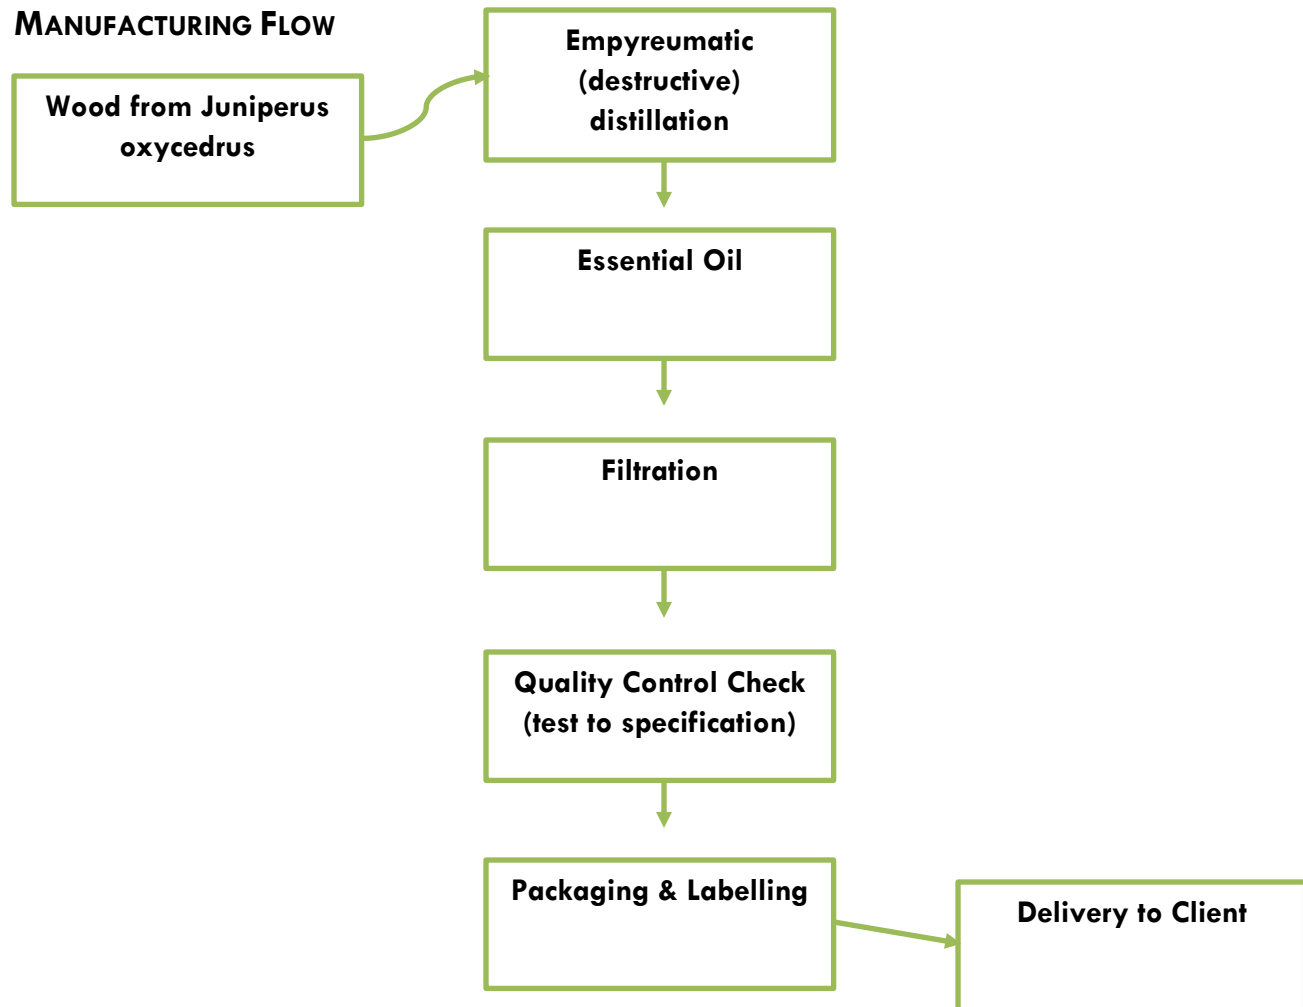 MANUFACTURING FLOW
Wood from Juniperus
oxycedrus
Empyreumatic
(destructive)
distillation
Essential Oil
Filtration
Quality Control Check
(test to specification)
Packaging & Labelling
Delivery to Client